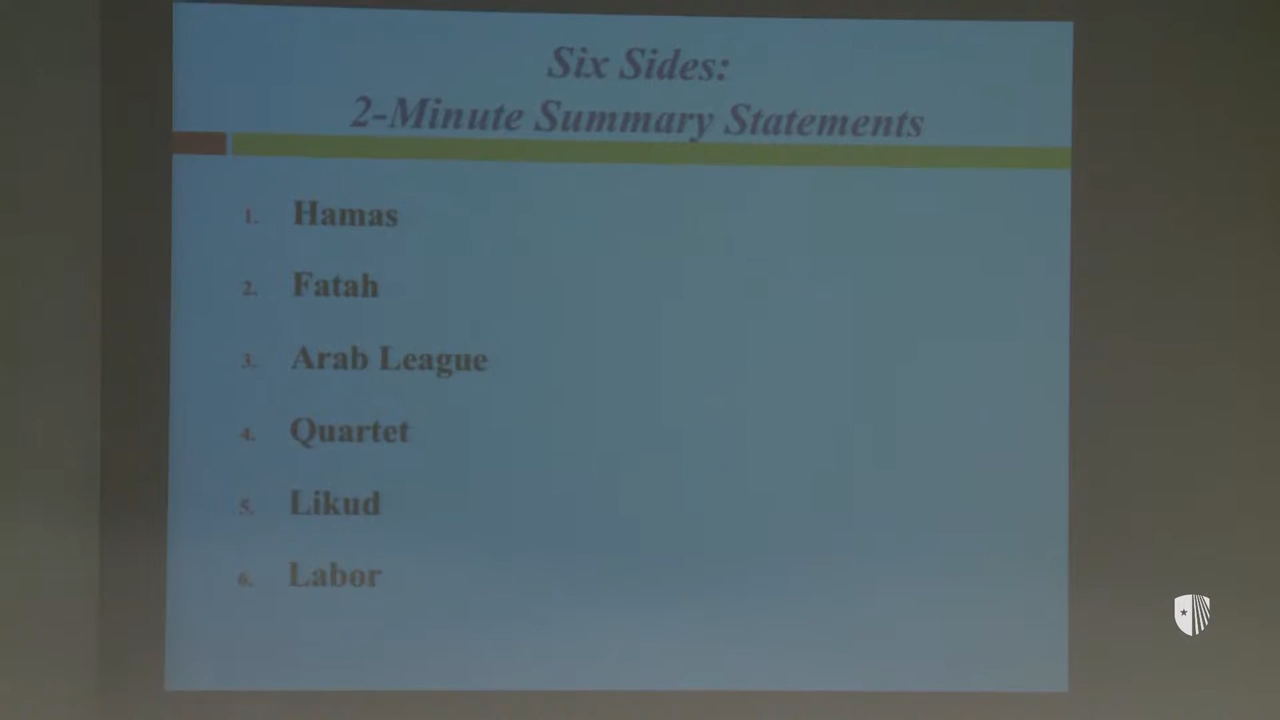 Six Sides:
2-Minute Summary Statements
1. Hamas
2. Fatah
3. Arab League
4. Quartet
5. Likud
6. Labor